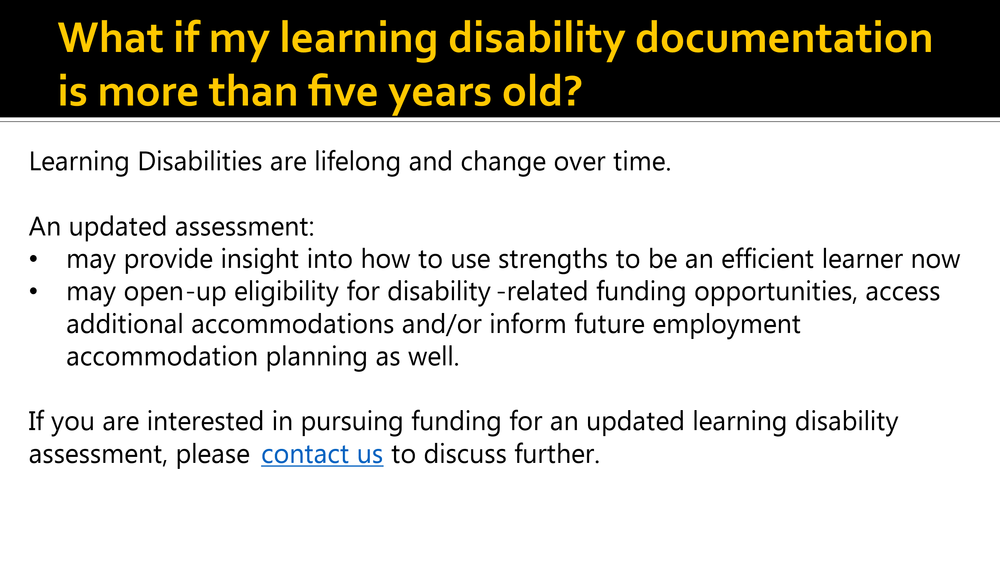 What if my learning disability documentation
is more than five years old?
Learning Disabilities are lifelong and change over time.
An updated assessment:
• may provide insight into how to use strengths to be an efficient learner now
• may open-up eligibility for disability -related funding opportunities, access
additional accommodations and/or inform future employment
accommodation planning as well.
If you are interested in pursuing funding for an updated learning disability
assessment, please contact us to discuss further.